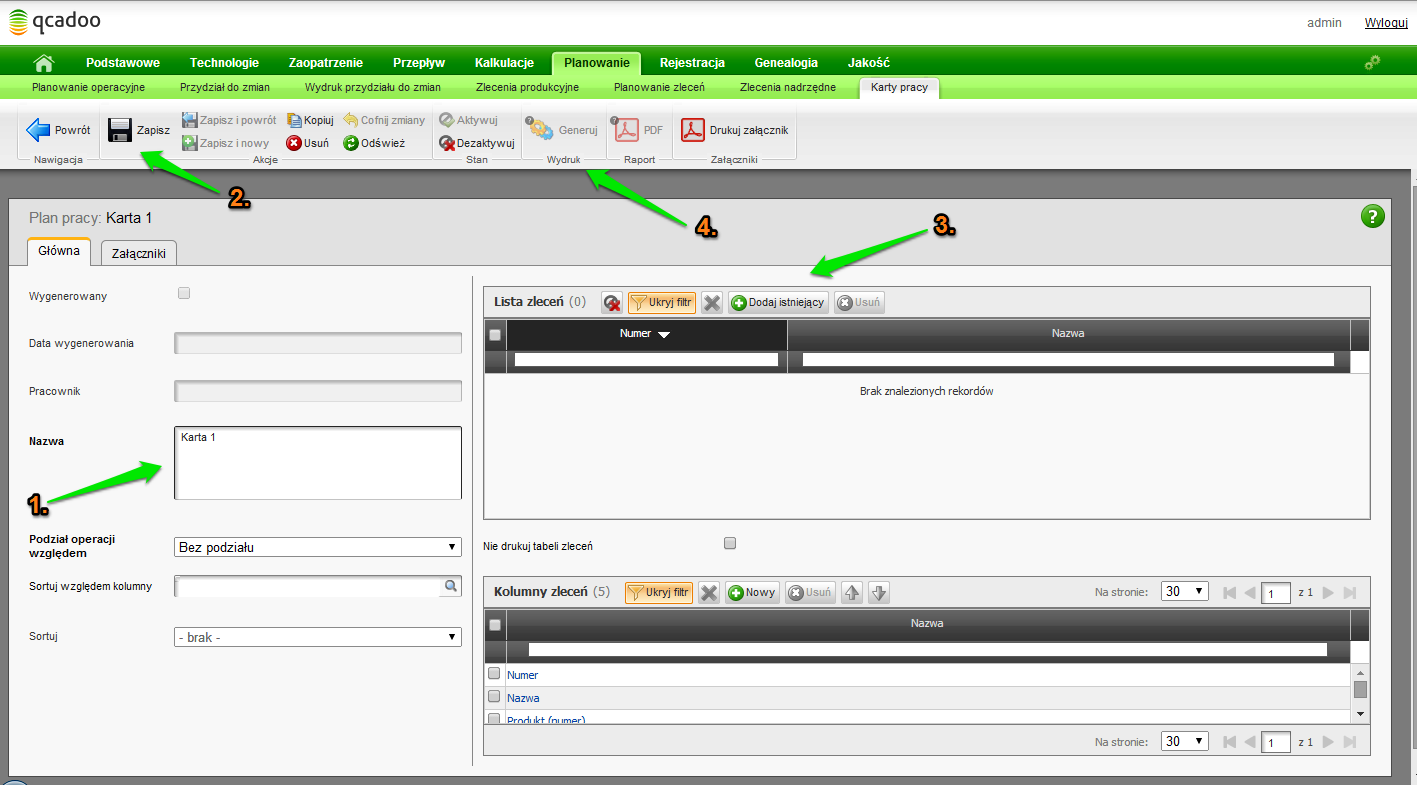 qcadoo
admin Wyloguj
Podstawowe Technologie Zaopatrzenie Przepływ Kalkulacje Planowanie Rejestracja Genealogia Jakość
Planowanie operacyjne Przydział do zmian Wydruk przydziału do zmian Zlecenia produkcyjne Planowanie zleceń Zlecenia nadrzędne Karty pracy
Powrót
Nawigacja
Zapisz
Zapisz i powrót Kopiuj Cofnij zmiany
Zapisz i nowy Usuń Odśwież
Akcje
Aktywuj
Dezaktywuj
Stan
Generuj
Wydruk
PDF
Raport
Drukuj załącznik
Załączniki
2.
4.
3.
Plan pracy: Karta 1
?
Główna Załączniki
Wygenerowany
Data wygenerowania
Pracownik
Nazwa
Karta 1
1.
Podział operacji
względem
Bez podziału
Sortuj względem kolumny
Sortuj
- brak -
Lista zleceń (0) Ukryj filtr Dodaj istniejący Usuń
Numer Nazwa
Brak znalezionych rekordów
Nie drukuj tabeli zleceń
Kolumny zleceń (5) Ukryj filtr Nowy Usuń Na stronie: 30 1 z 1
Nazwa
Numer
Nazwa
Produkt (numer)
Na stronie: 30 1 z 1